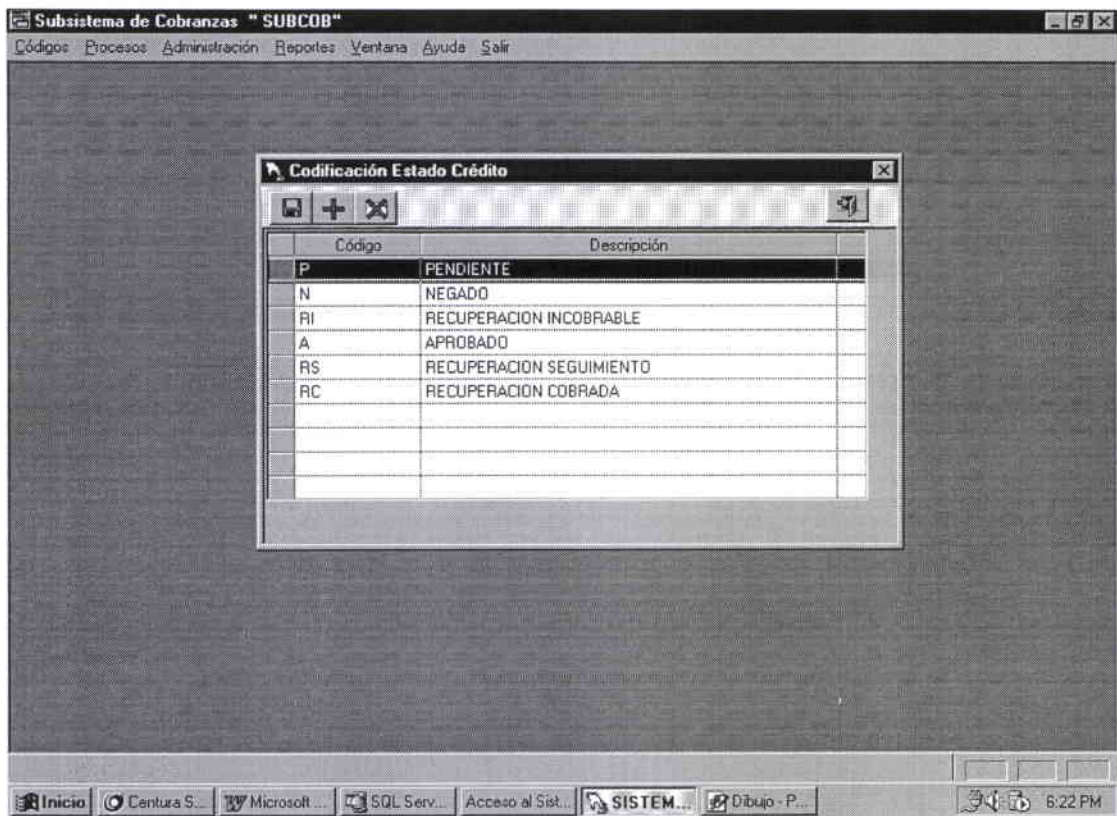 Subsistema de Cobranzas " SUBCOB"
Códigos Procesos Administración Reportes Ventana Ayuda Salir
Codificación Estado Crédito
Código Descripción
P PENDIENTE
N NEGADO
RI RECUPERACION INCOBRABLE
A APROBADO
RS RECUPERACION SEGUIMIENTO
RC RECUPERACION COBRADA
Inicio Centura S... Microsoft ... SQL Serv... Acceso al Sist... SISTEM... Dibujo - P... 6:22 PM